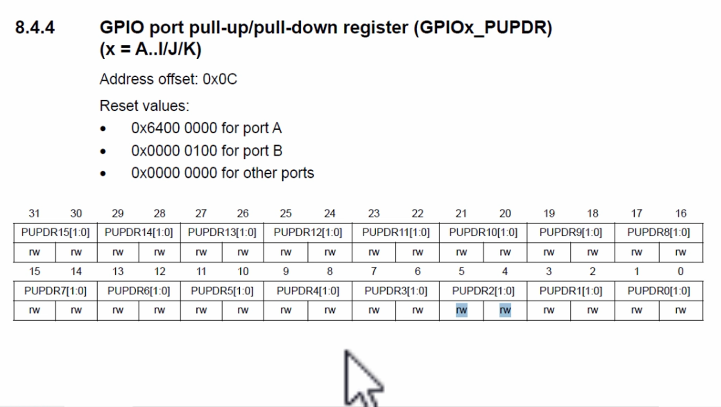 8.4.4 GPIO port pull-up/pull-down register (GPIOx_PUPDR)
(x = A..I/J/K)
Address offset: 0x0C
Reset values:
• 0x6400 0000 for port A
• 0x0000 0100 for port B
• 0x0000 0000 for other ports
31 30 29 28 27 26 25 24 23 22 21 20 19 18 17 16
PUPDR15[1:0] PUPDR14[1:0] PUPDR13[1:0] PUPDR12[1:0] PUPDR11[1:0] PUPDR10[1:0] PUPDR9[1:0] PUPDR8[1:0]
rw rw rw rw rw rw rw rw rw rw rw rw rw rw rw rw
15 14 13 12 11 10 9 8 7 6 5 4 3 2 1 0
PUPDR7[1:0] PUPDR6[1:0] PUPDR5[1:0] PUPDR4[1:0] PUPDR3[1:0] PUPDR2[1:0] PUPDR1[1:0] PUPDR0[1:0]
rw rw rw rw rw rw rw rw rw rw rw rw rw rw rw rw